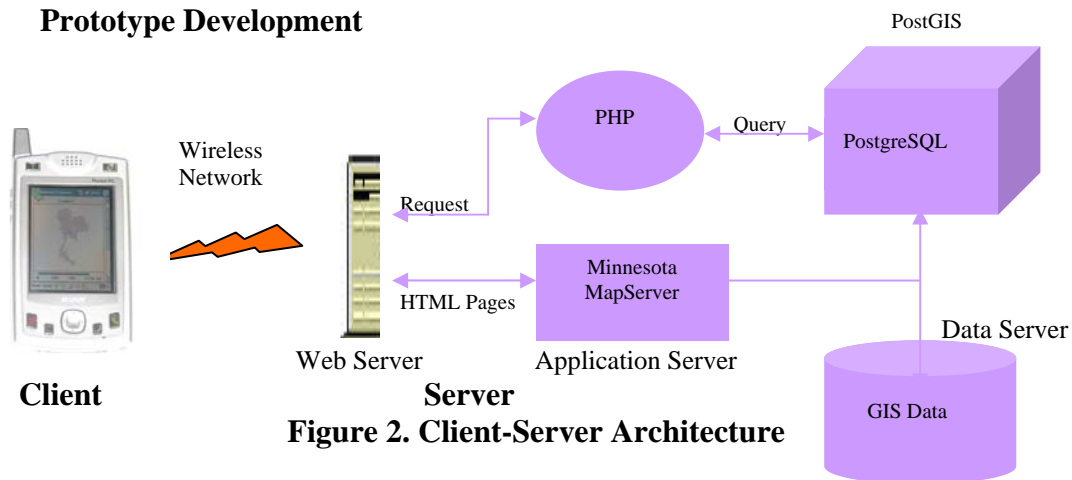 Prototype Development
PostGIS
PHP
Query
PostgreSQL
Wireless
Network
Request
Minnesota
MapServer
HTML Pages
Data Server
Web Server
Application Server
Client
Server
GIS Data
Figure 2. Client-Server Architecture